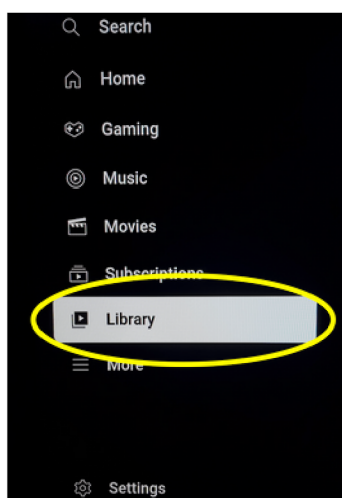 Search
Home
Gaming
Music
Movies
Subscriptions
Library
More
Settings